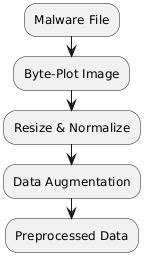 Malware File
Byte-Plot Image
Resize & Normalize
Data Augmentation
Preprocessed Data